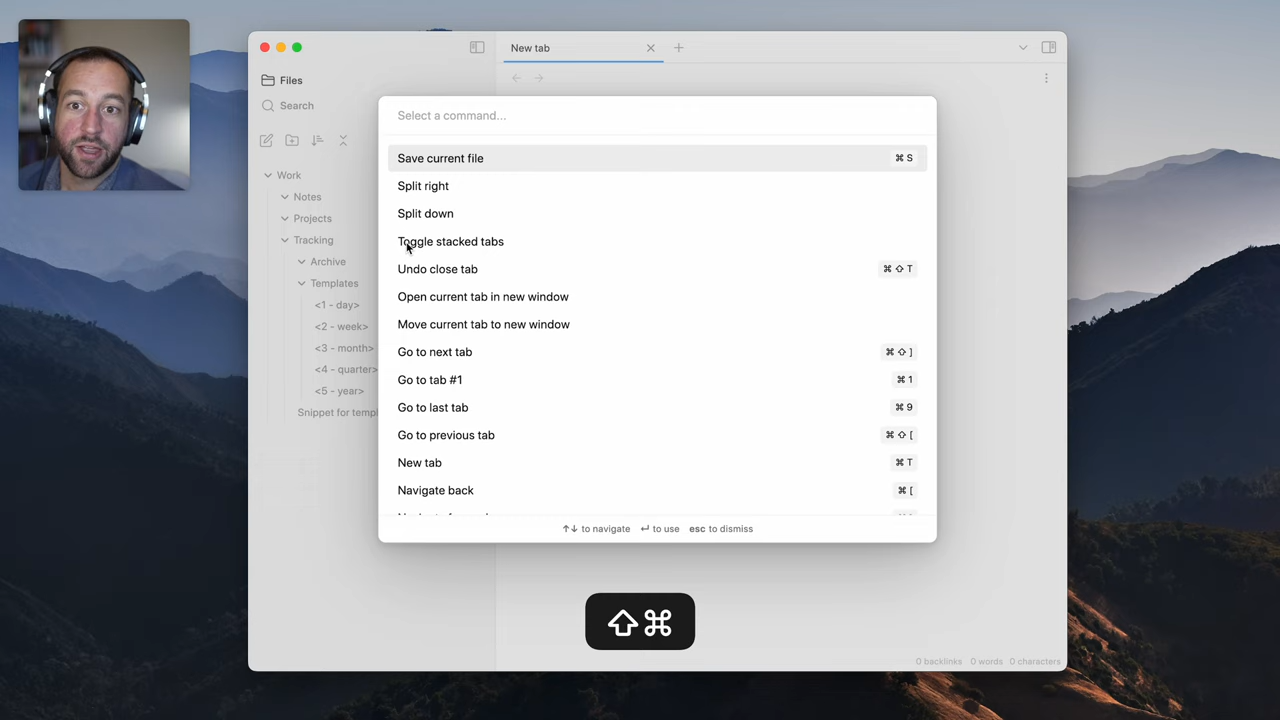 New tab
Files
Search
Select a command...
Work
Notes
Projects
Tracking
Archive
Templates
<1 - day>
<2 - week>
<3 - month>
<4 - quarter>
<5 - year>
Snippet for templ
Save current file ⌘ S
Split right
Split down
Toggle stacked tabs
Undo close tab ⌘ ⇧ T
Open current tab in new window
Move current tab to new window
Go to next tab ⌘ ⇧ ]
Go to tab #1 ⌘ 1
Go to last tab ⌘ 9
Go to previous tab ⌘ ⇧ [
New tab ⌘ T
Navigate back ⌘ [
↑↓ to navigate ↵ to use esc to dismiss
⇧⌘
0 backlinks 0 words 0 characters